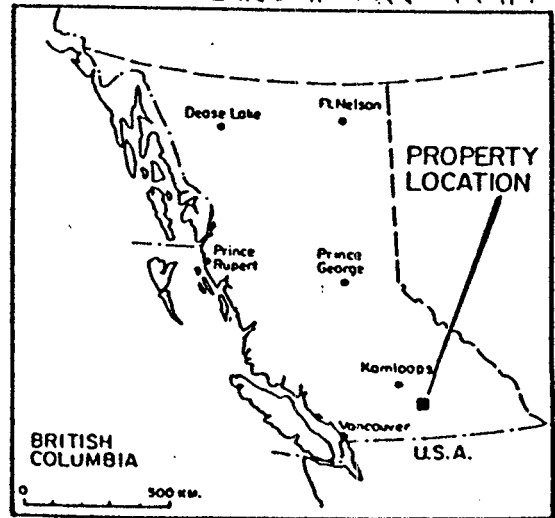 Dease Lake
Ft. Nelson
PROPERTY
LOCATION
Prince
Rupert
Prince
George
Kamloops
Vancouver
U.S.A.
BRITISH
COLUMBIA
0 500 KM.